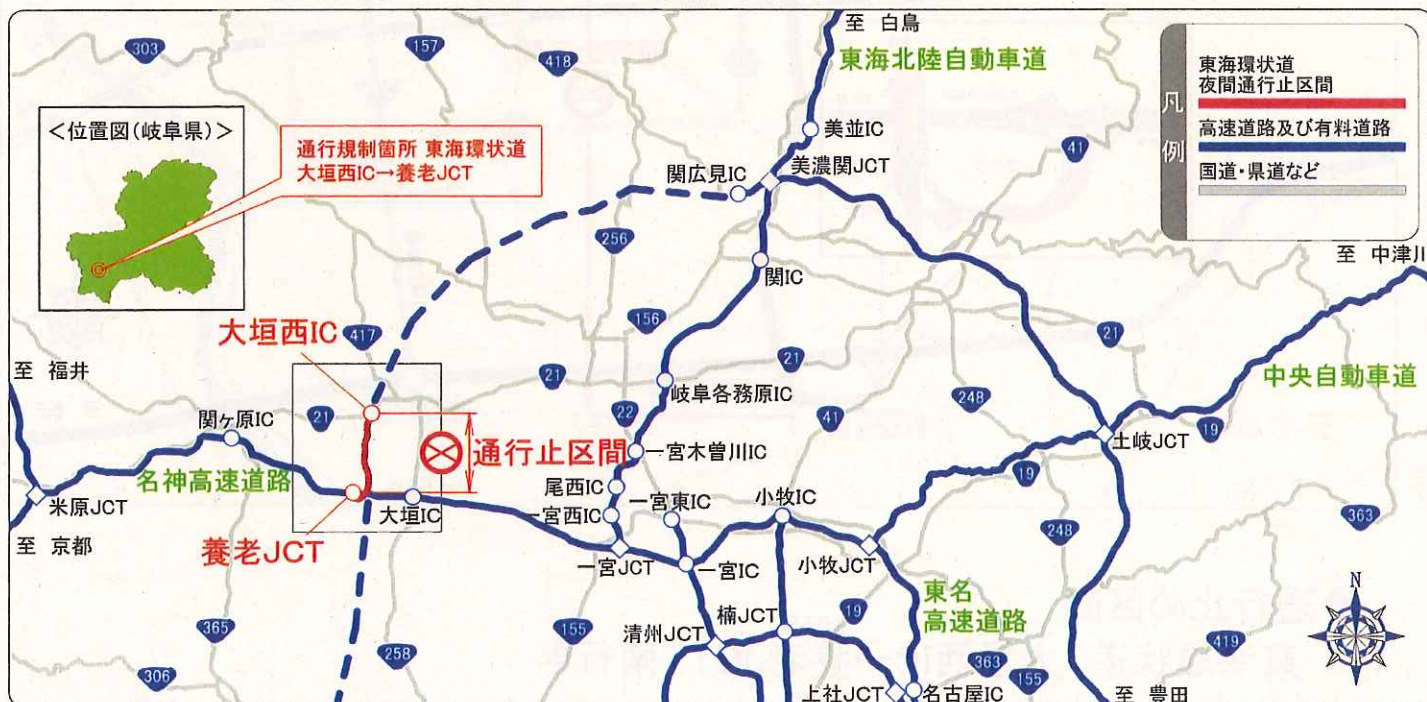 至 白鳥
東海北陸自動車道
303
157
418
41
凡例
東海環状道
夜間通行止区間
高速道路及び有料道路
国道・県道など
<位置図(岐阜県)>
通行規制箇所 東海環状道
大垣西IC→養老JCT
美並IC
関広見IC
美濃関JCT
256
関IC
至 中津川
大垣西IC
417
156
21
至 福井
21
21
21
中央自動車道
関ヶ原IC
22
岐阜各務原IC
41
248
19
土岐JCT
通行止区間
一宮木曽川IC
名神高速道路
尾西IC
一宮東IC
小牧IC
19
米原JCT
大垣IC
一宮西IC
248
363
至 京都
養老JCT
一宮JCT
一宮IC
小牧JCT
365
258
155
清州JCT
楠JCT
19
東名
高速道路
306
363
155
419
N
上社JCT
名古屋IC
至 豊田